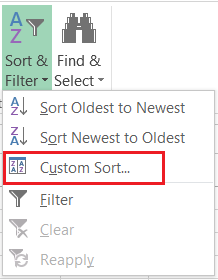 Sort & Find &
Filter Select
Sort Oldest to Newest
Sort Newest to Oldest
Custom Sort...
Filter
Clear
Reapply